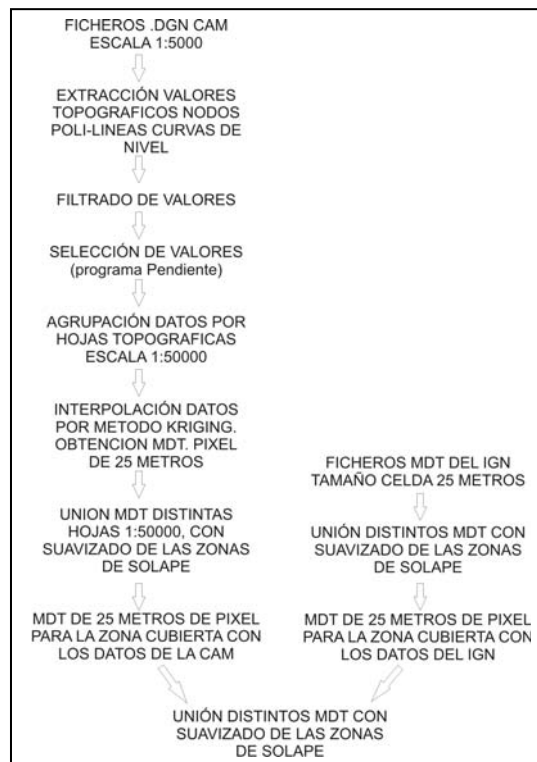 FICHEROS .DGN CAM
ESCALA 1:5000
EXTRACCIÓN VALORES
TOPOGRAFICOS NODOS
POLI-LINEAS CURVAS DE
NIVEL
FILTRADO DE VALORES
SELECCIÓN DE VALORES
(programa Pendiente)
AGRUPACIÓN DATOS POR
HOJAS TOPOGRAFICAS
ESCALA 1:50000
INTERPOLACIÓN DATOS
POR METODO KRIGING.
OBTENCION MDT. PIXEL
DE 25 METROS
UNION MDT DISTINTAS
HOJAS 1:50000, CON
SUAVIZADO DE LAS ZONAS
DE SOLAPE
MDT DE 25 METROS DE PIXEL
PARA LA ZONA CUBIERTA CON
LOS DATOS DE LA CAM
FICHEROS MDT DEL IGN
TAMAÑO CELDA 25 METROS
UNIÓN DISTINTOS MDT CON
SUAVIZADO DE LAS ZONAS
DE SOLAPE
MDT DE 25 METROS DE PIXEL
PARA LA ZONA CUBIERTA CON
LOS DATOS DEL IGN
UNIÓN DISTINTOS MDT CON
SUAVIZADO DE LAS ZONAS
DE SOLAPE